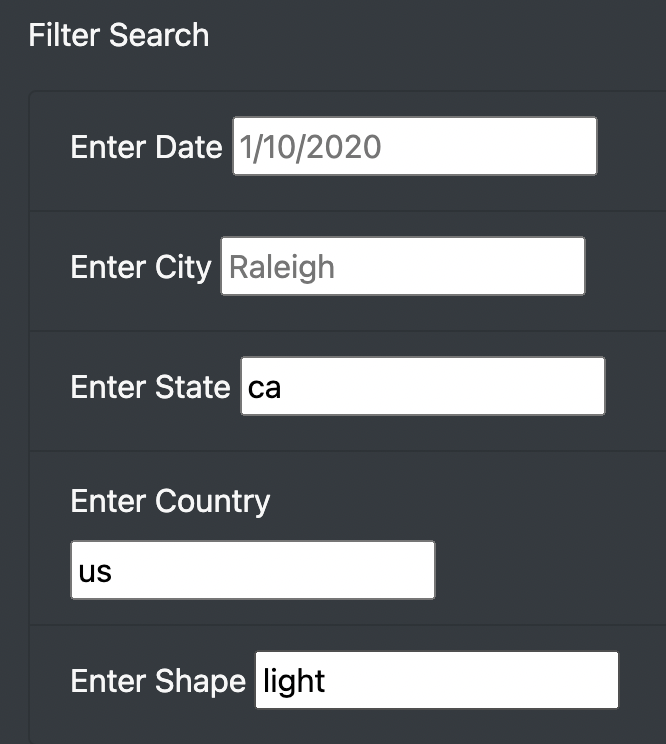 Filter Search
Enter Date 1/10/2020
Enter City Raleigh
Enter State ca
Enter Country
us
Enter Shape light